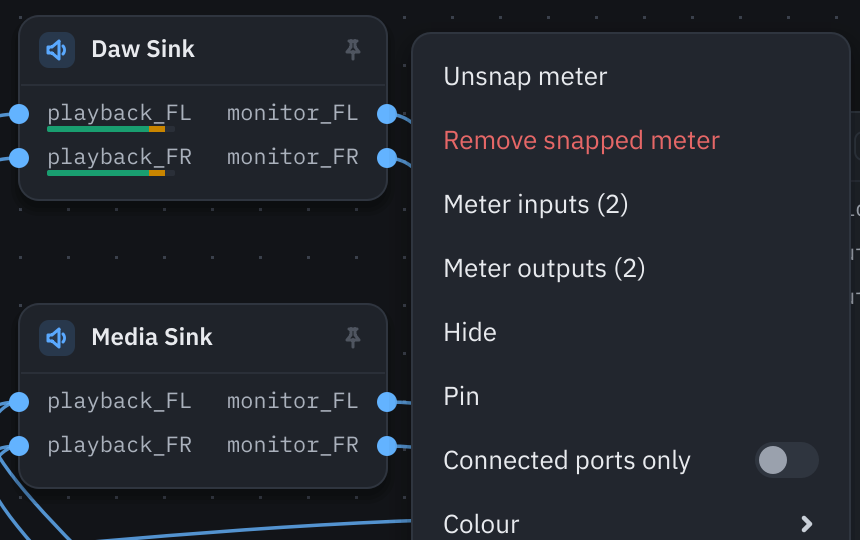 Daw Sink
playback_FL monitor_FL
playback_FR monitor_FR
Media Sink
playback_FL monitor_FL
playback_FR monitor_FR
Unsnap meter
Remove snapped meter
Meter inputs (2)
Meter outputs (2)
Hide
Pin
Connected ports only
Colour